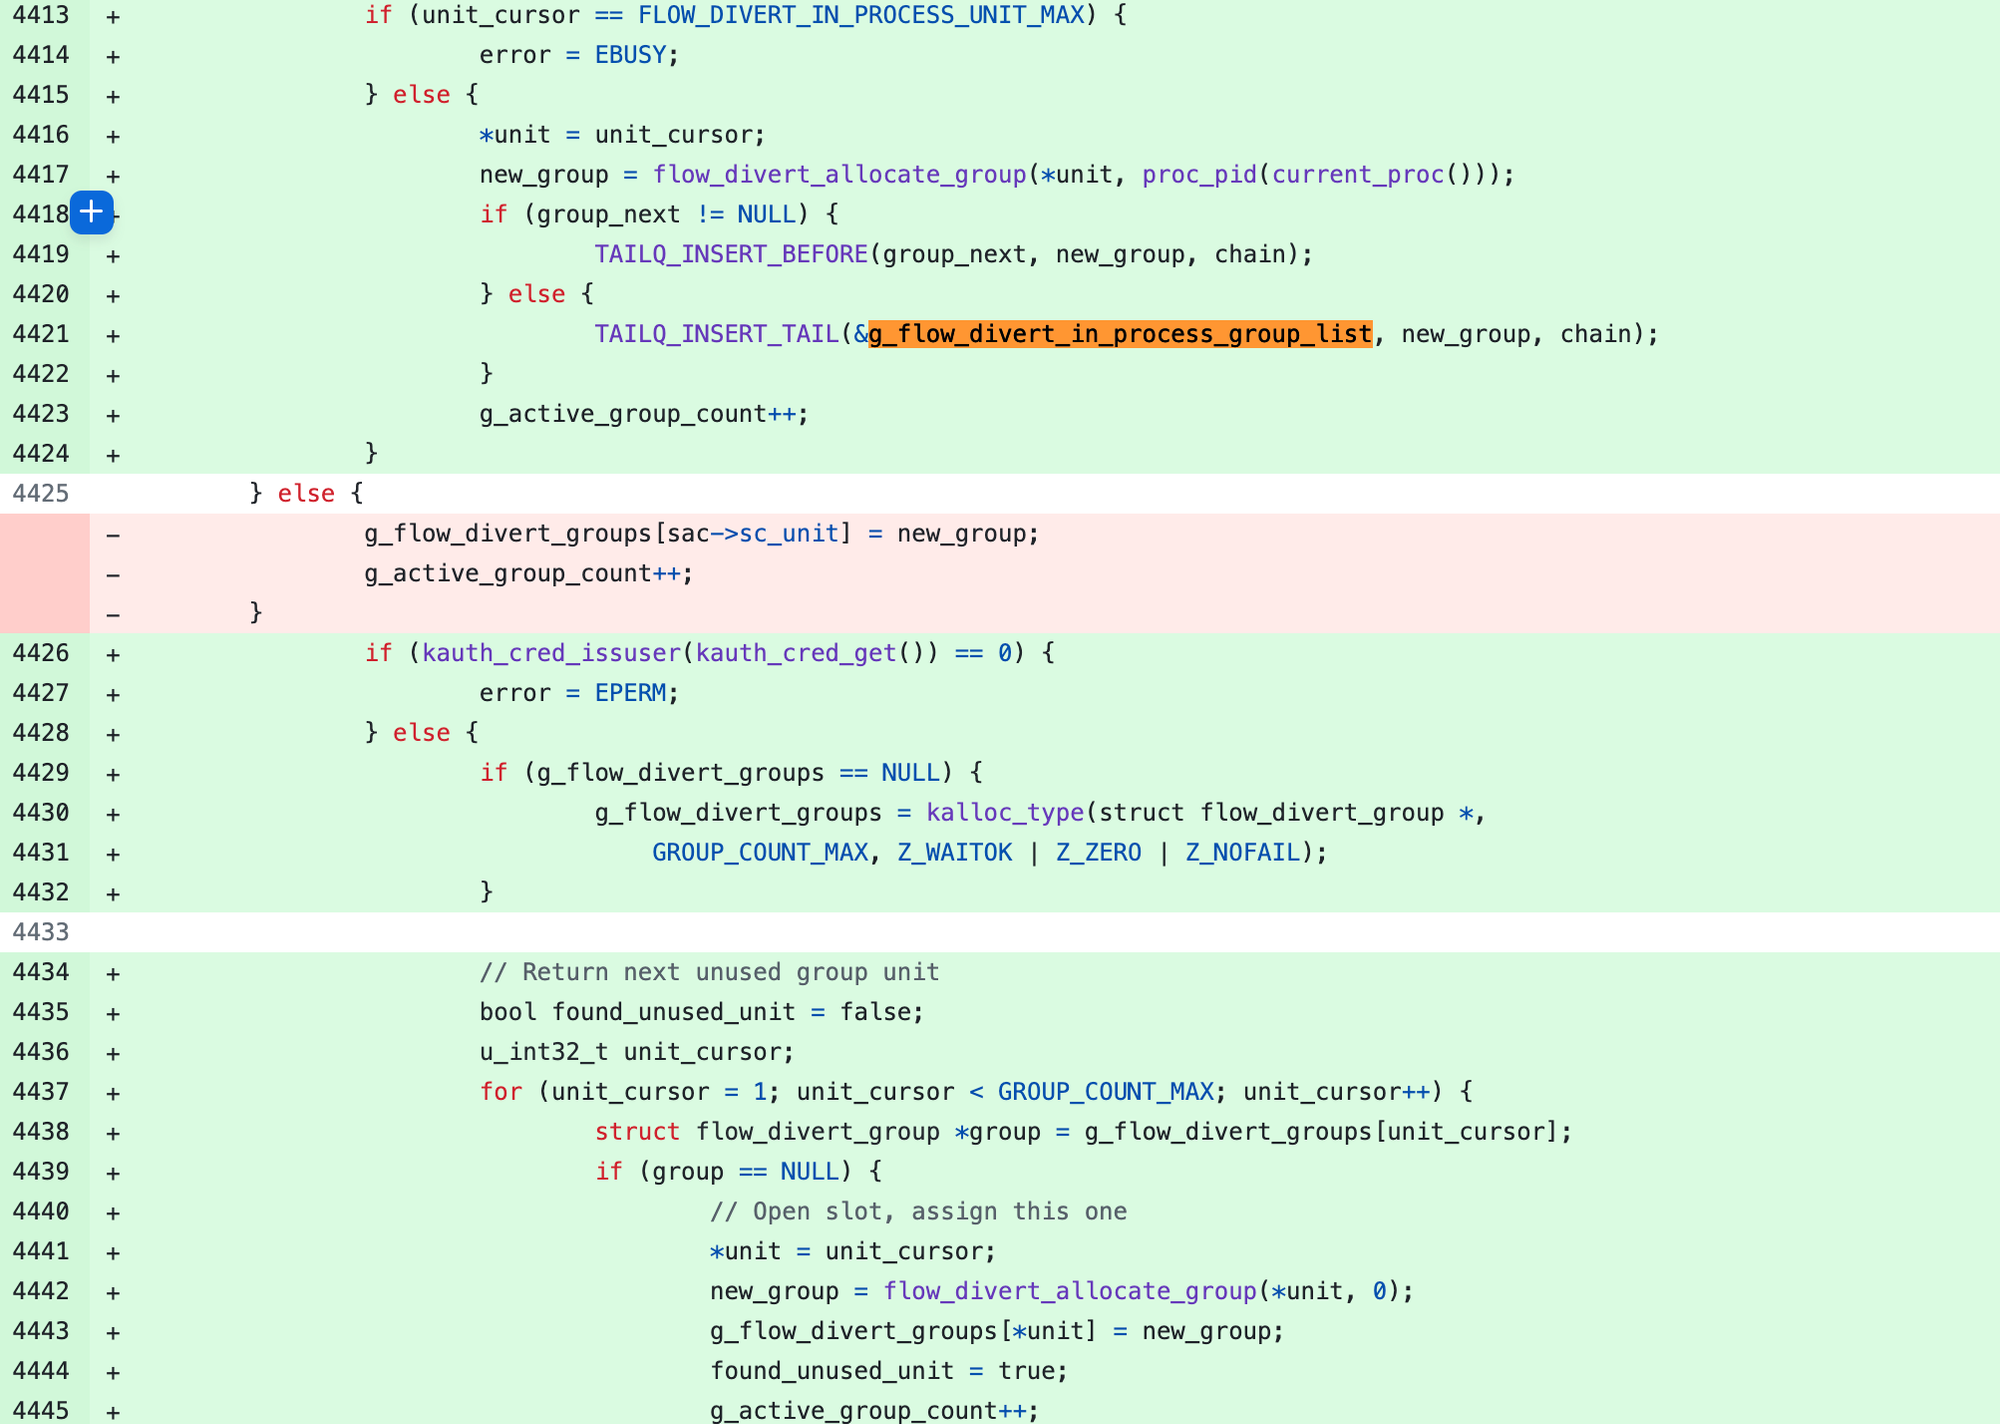 4413 + if (unit_cursor == FLOW_DIVERT_IN_PROCESS_UNIT_MAX) {
4414 + error = EBUSY;
4415 + } else {
4416 + *unit = unit_cursor;
4417 + new_group = flow_divert_allocate_group(*unit, proc_pid(current_proc()));
4418 + if (group_next != NULL) {
4419 + TAILQ_INSERT_BEFORE(group_next, new_group, chain);
4420 + } else {
4421 + TAILQ_INSERT_TAIL(&g_flow_divert_in_process_group_list, new_group, chain);
4422 + }
4423 + g_active_group_count++;
4424 + }
4425 } else {
− g_flow_divert_groups[sac->sc_unit] = new_group;
− g_active_group_count++;
− }
4426 + if (kauth_cred_issuser(kauth_cred_get()) == 0) {
4427 + error = EPERM;
4428 + } else {
4429 + if (g_flow_divert_groups == NULL) {
4430 + g_flow_divert_groups = kalloc_type(struct flow_divert_group *,
4431 + GROUP_COUNT_MAX, Z_WAITOK | Z_ZERO | Z_NOFAIL);
4432 + }
4433
4434 + // Return next unused group unit
4435 + bool found_unused_unit = false;
4436 + u_int32_t unit_cursor;
4437 + for (unit_cursor = 1; unit_cursor < GROUP_COUNT_MAX; unit_cursor++) {
4438 + struct flow_divert_group *group = g_flow_divert_groups[unit_cursor];
4439 + if (group == NULL) {
4440 + // Open slot, assign this one
4441 + *unit = unit_cursor;
4442 + new_group = flow_divert_allocate_group(*unit, 0);
4443 + g_flow_divert_groups[*unit] = new_group;
4444 + found_unused_unit = true;
4445 + g_active_group_count++;